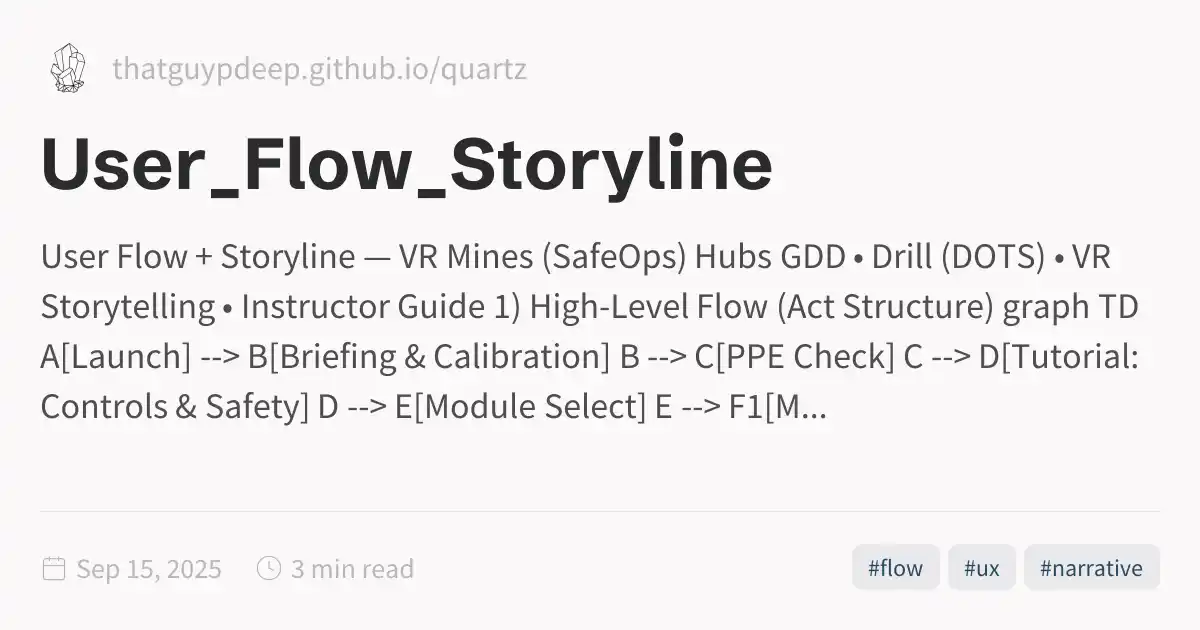 thatguypdeep.github.io/quartz
User_Flow_Storyline
User Flow + Storyline — VR Mines (SafeOps) Hubs GDD • Drill (DOTS) • VR
Storytelling • Instructor Guide 1) High-Level Flow (Act Structure) graph TD
A[Launch] --> B[Briefing & Calibration] B --> C[PPE Check] C --> D[Tutorial:
Controls & Safety] D --> E[Module Select] E --> F1[M...
Sep 15, 2025 3 min read #flow #ux #narrative